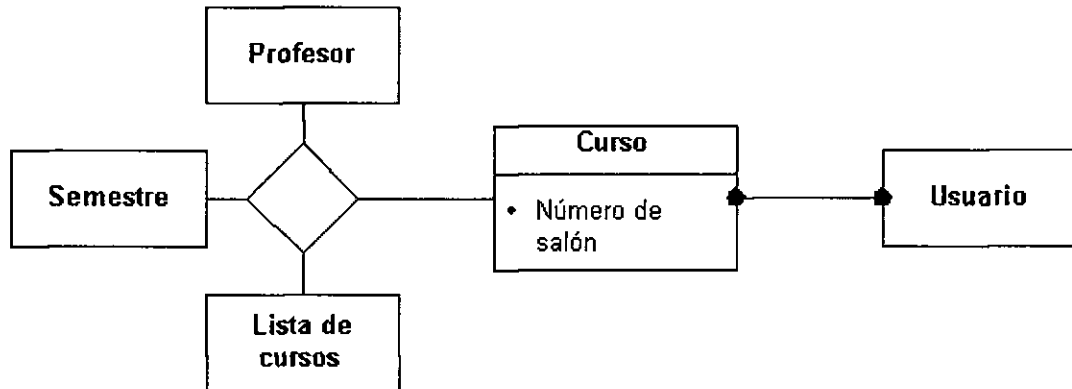 Profesor
Semestre
Curso
• Número de
salón
Usuario
Lista de
cursos